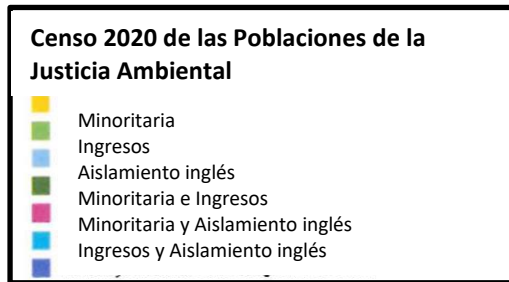 Censo 2020 de las Poblaciones de la
Justicia Ambiental
Minoritaria
Ingresos
Aislamiento inglés
Minoritaria e Ingresos
Minoritaria y Aislamiento inglés
Ingresos y Aislamiento inglés